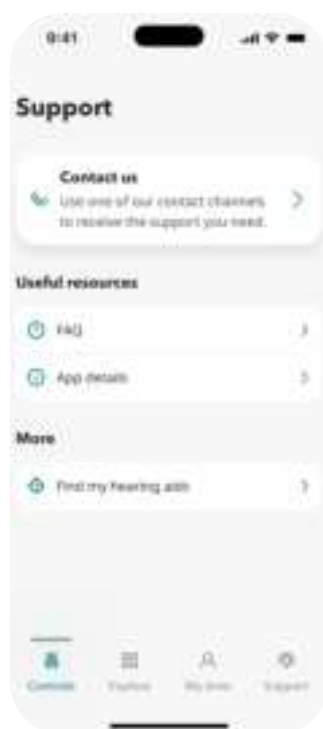 9:41
Support
Contact us
Use one of our contact channels
to receive the support you need.
Useful resources
FAQ
App details
More
Find my hearing aids
Controls Explore Support